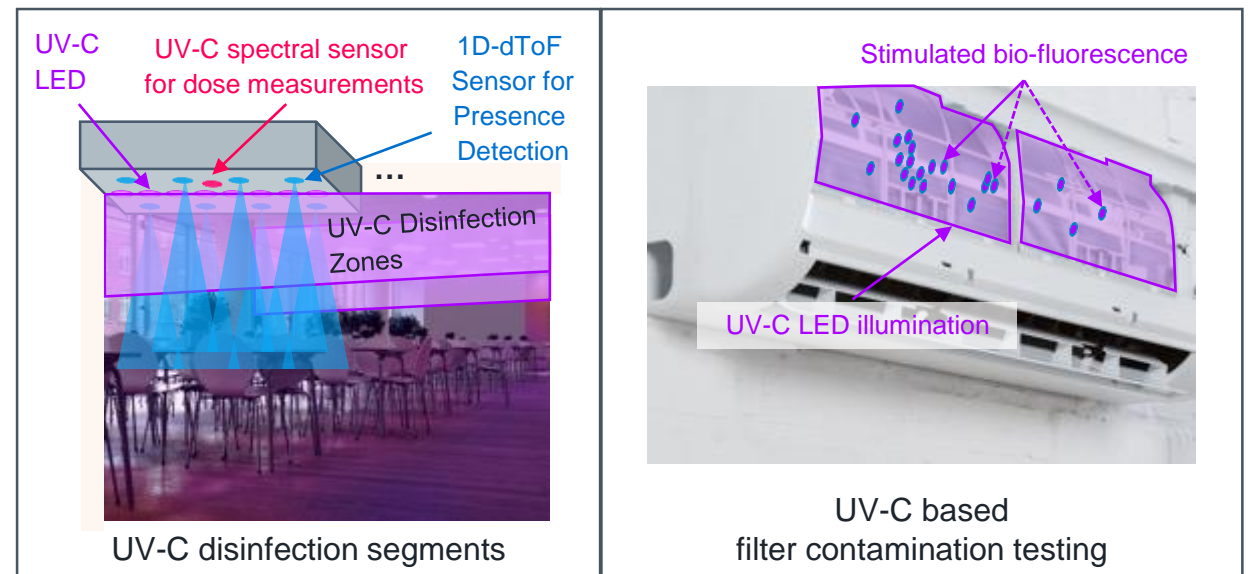 UV-C
LED
UV-C spectral sensor
for dose measurements
1D-dToF
Sensor for
Presence
Detection
...
UV-C Disinfection
Zones
UV-C disinfection segments
Stimulated bio-fluorescence
UV-C LED illumination
UV-C based
filter contamination testing